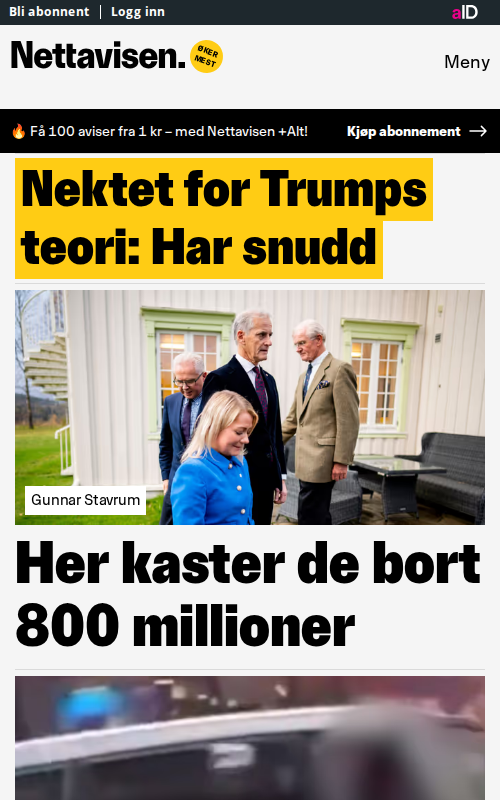 Bli abonnent
Logg inn
aID
Nettavisen.
ØKER
MEST
Meny
🔥 Få 100 aviser fra 1 kr – med Nettavisen +Alt!
Kjøp abonnement →
Nektet for Trumps
teori: Har snudd
Gunnar Stavrum
Her kaster de bort
800 millioner